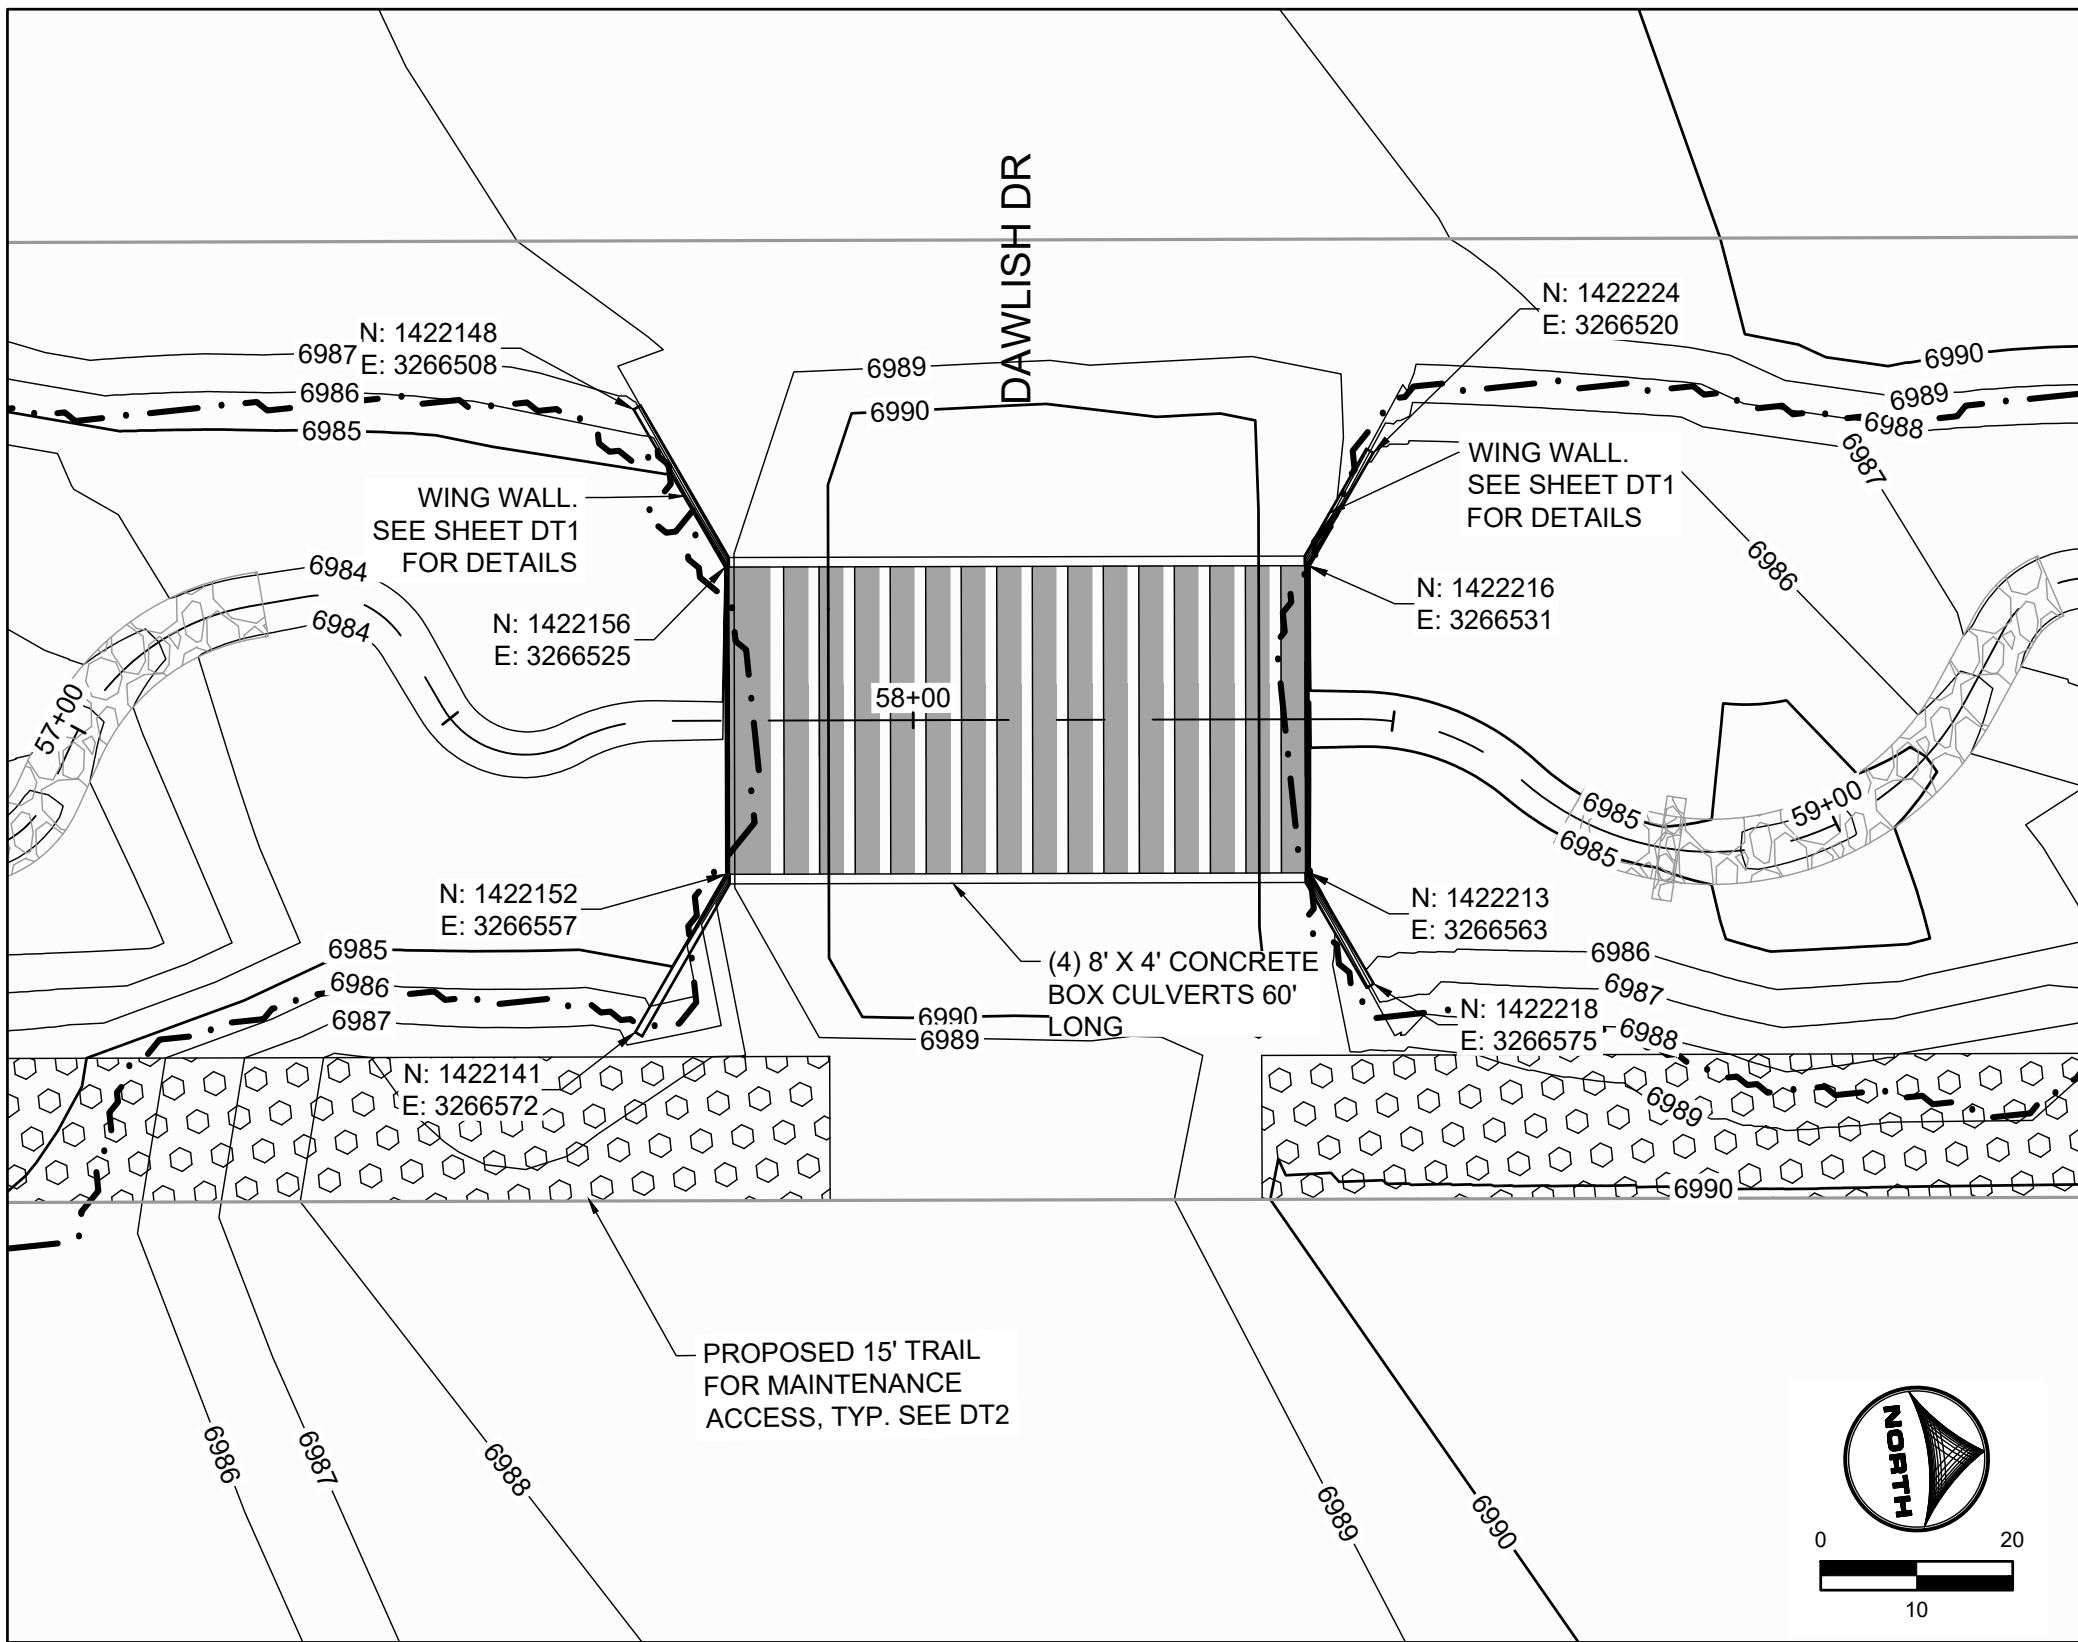 DAWLISH DR
N: 1422148
E: 3266508
6987
6986
6985
WING WALL.
SEE SHEET DT1
FOR DETAILS
6984
6984
57+00
N: 1422156
E: 3266525
6989
6990
58+00
N: 1422224
E: 3266520
6990
6989
6988
6987
6986
WING WALL.
SEE SHEET DT1
FOR DETAILS
N: 1422216
E: 3266531
6985
6985
59+00
N: 1422152
E: 3266557
6985
6986
6987
N: 1422141
E: 3266572
(4) 8' X 4' CONCRETE
BOX CULVERTS 60'
LONG
6990
6989
N: 1422213
E: 3266563
6986
6987
N: 1422218
E: 3266575
6988
6989
6990
PROPOSED 15' TRAIL
FOR MAINTENANCE
ACCESS, TYP. SEE DT2
6986
6987
6988
6989
6990
NORTH
0
20
10